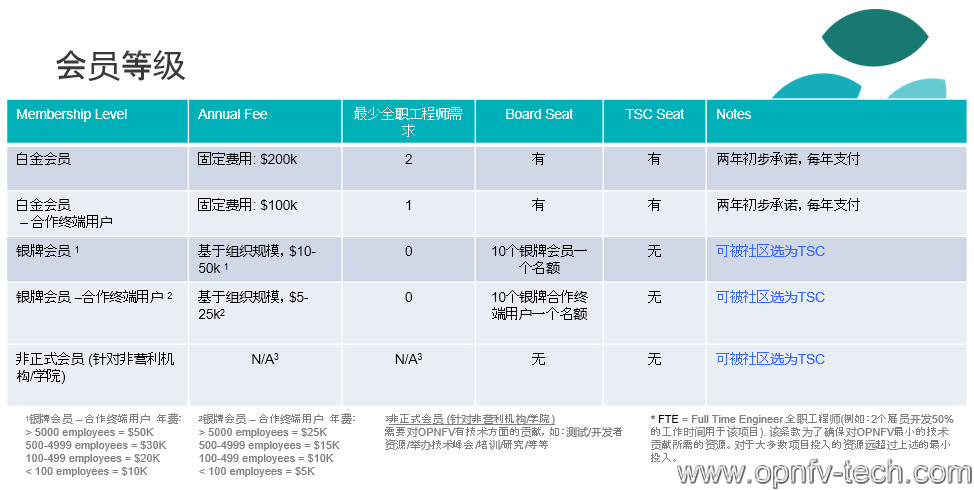 会员等级
Membership Level
Annual Fee
最少全职工程师需
求
Board Seat
TSC Seat
Notes
白金会员
固定费用: $200k
2
有
有
两年初步承诺, 每年支付
白金会员
– 合作终端用户
固定费用: $100k
1
有
有
两年初步承诺, 每年支付
银牌会员 1
基于组织规模, $10-
50k 1
0
10个银牌会员一
个名额
无
可被社区选为TSC
银牌会员 –合作终端用户 2
基于组织规模, $5-
25k2
0
10个银牌合作终
端用户一个名额
无
可被社区选为TSC
非正式会员 (针对非营利机
构/学院)
N/A3
N/A3
无
无
可被社区选为TSC
1银牌会员 – 合作终端用户 年费:
> 5000 employees = $50K
500-4999 employees = $30K
100-499 employees = $20K
< 100 employees = $10K
2银牌会员 – 合作终端用户 年费:
> 5000 employees = $25K
500-4999 employees = $15K
100-499 employees = $10K
< 100 employees = $5K
3非正式会员 (针对非营利机构/学院)
需要对OPNFV有技术方面的贡献, 如: 测试/开发者
资源/举办技术峰会/培训/研究/等等
* FTE = Full Time Engineer 全职工程师(例如: 2个雇员开发50%
的工作时间用于该项目). 该条款为了确保对OPNFV最小的技术
贡献所需的资源. 对于大多数项目投入的资源远超过上述的最小
投入。
www.opnfv-tech.com